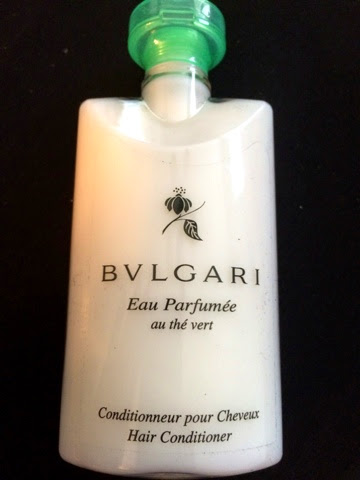 BVLGARI
Eau Parfumée
au thé vert
Conditionneur pour Cheveux
Hair Conditioner